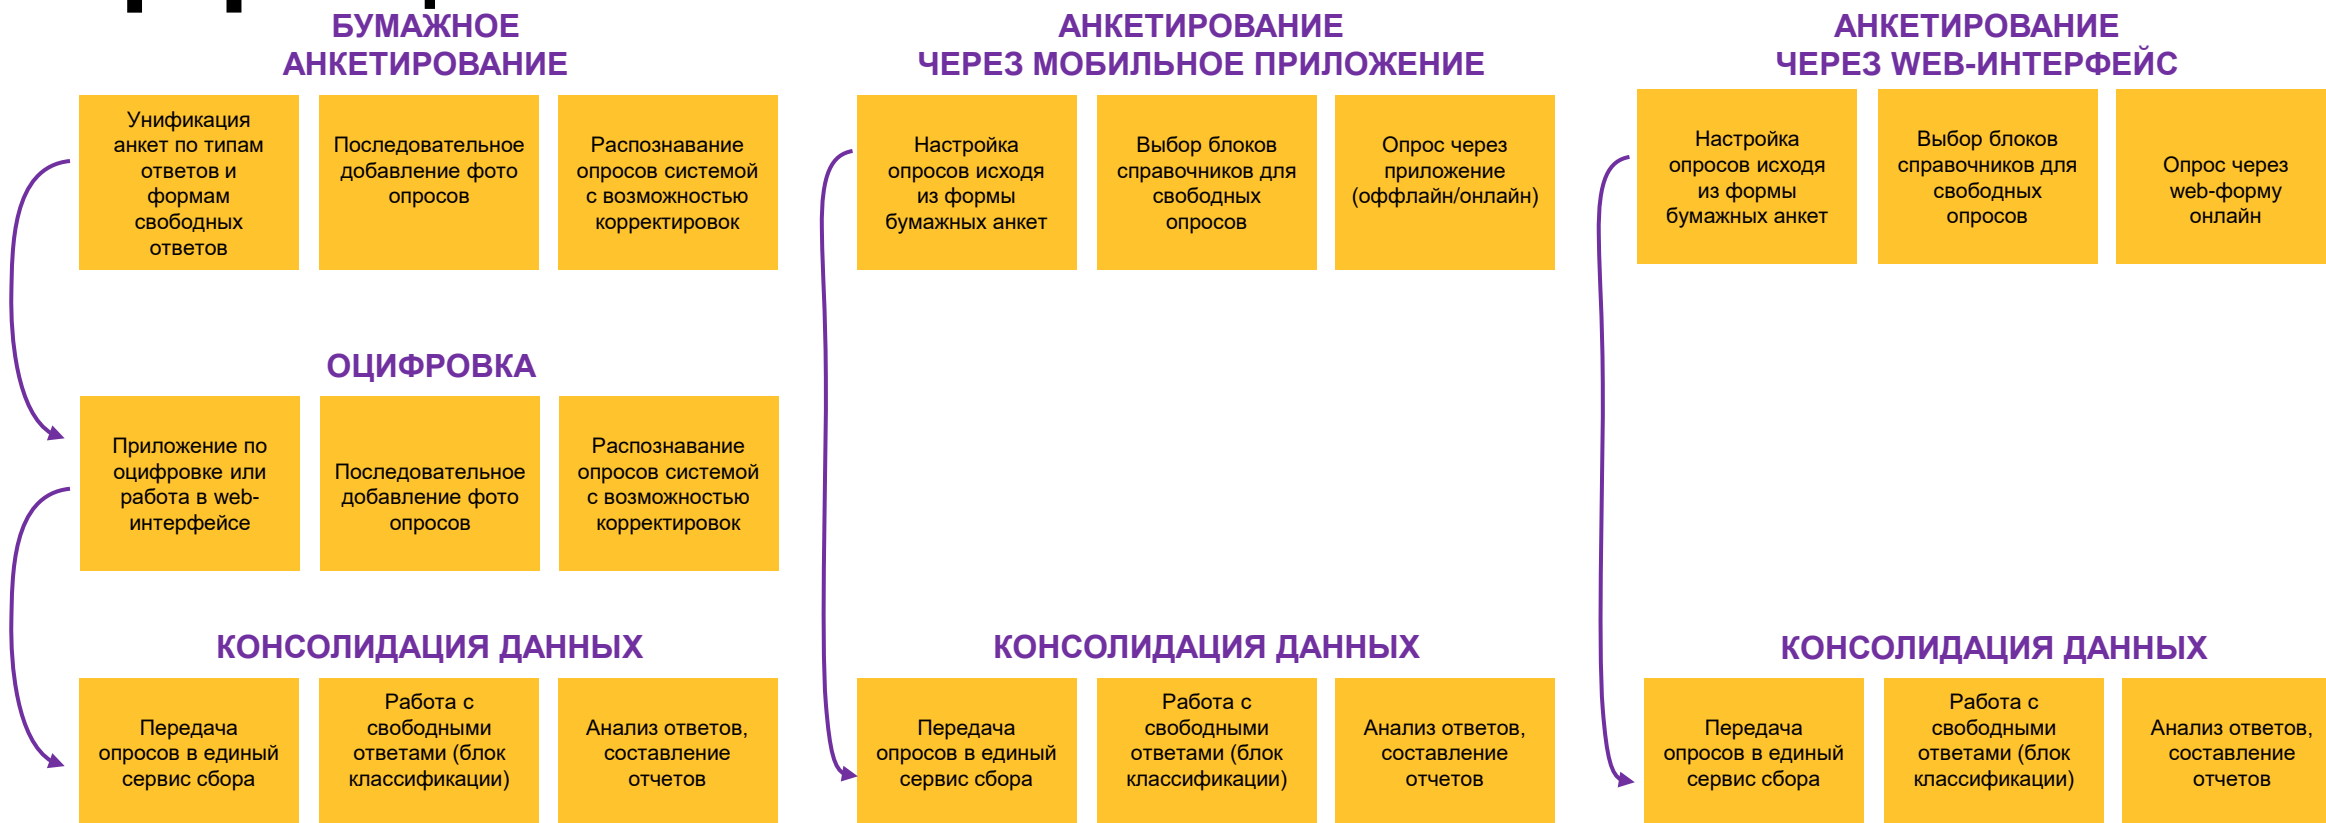 БУМАЖНОЕ
АНКЕТИРОВАНИЕ
Унификация
анкет по типам
ответов и
формам
свободных
ответов
Последовательное
добавление фото
опросов
Распознавание
опросов системой
с возможностью
корректировок
ОЦИФРОВКА
Приложение по
оцифровке или
работа в web-
интерфейсе
Последовательное
добавление фото
опросов
Распознавание
опросов системой
с возможностью
корректировок
КОНСОЛИДАЦИЯ ДАННЫХ
Передача
опросов в единый
сервис сбора
Работа с
свободными
ответами (блок
классификации)
Анализ ответов,
составление
отчетов
АНКЕТИРОВАНИЕ
ЧЕРЕЗ МОБИЛЬНОЕ ПРИЛОЖЕНИЕ
Настройка
опросов исходя
из формы
бумажных анкет
Выбор блоков
справочников для
свободных
опросов
Опрос через
приложение
(оффлайн/онлайн)
КОНСОЛИДАЦИЯ ДАННЫХ
Передача
опросов в единый
сервис сбора
Работа с
свободными
ответами (блок
классификации)
Анализ ответов,
составление
отчетов
АНКЕТИРОВАНИЕ
ЧЕРЕЗ WEB-ИНТЕРФЕЙС
Настройка
опросов исходя
из формы
бумажных анкет
Выбор блоков
справочников для
свободных
опросов
Опрос через
web-форму
онлайн
КОНСОЛИДАЦИЯ ДАННЫХ
Передача
опросов в единый
сервис сбора
Работа с
свободными
ответами (блок
классификации)
Анализ ответов,
составление
отчетов